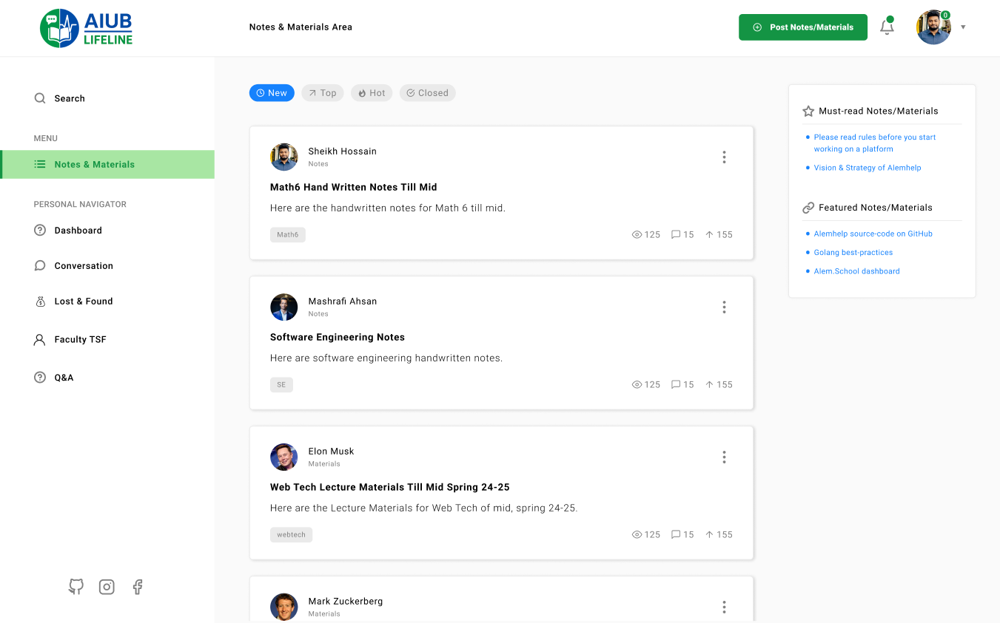 AIUB
LIFELINE
Notes & Materials Area
Post Notes/Materials
0
Search
MENU
Notes & Materials
PERSONAL NAVIGATOR
Dashboard
Conversation
Lost & Found
Faculty TSF
Q&A
New
Top
Hot
Closed
Sheikh Hossain
Notes
Math6 Hand Written Notes Till Mid
Here are the handwritten notes for Math 6 till mid.
Math6
125 15 155
Mashrafi Ahsan
Notes
Software Engineering Notes
Here are software engineering handwritten notes.
SE
125 15 155
Elon Musk
Materials
Web Tech Lecture Materials Till Mid Spring 24-25
Here are the Lecture Materials for Web Tech of mid, spring 24-25.
webtech
125 15 155
Mark Zuckerberg
Materials
Must-read Notes/Materials
Please read rules before you start
working on a platform
Vision & Strategy of Alemhelp
Featured Notes/Materials
Alemhelp source-code on GitHub
Golang best-practices
Alem.School dashboard